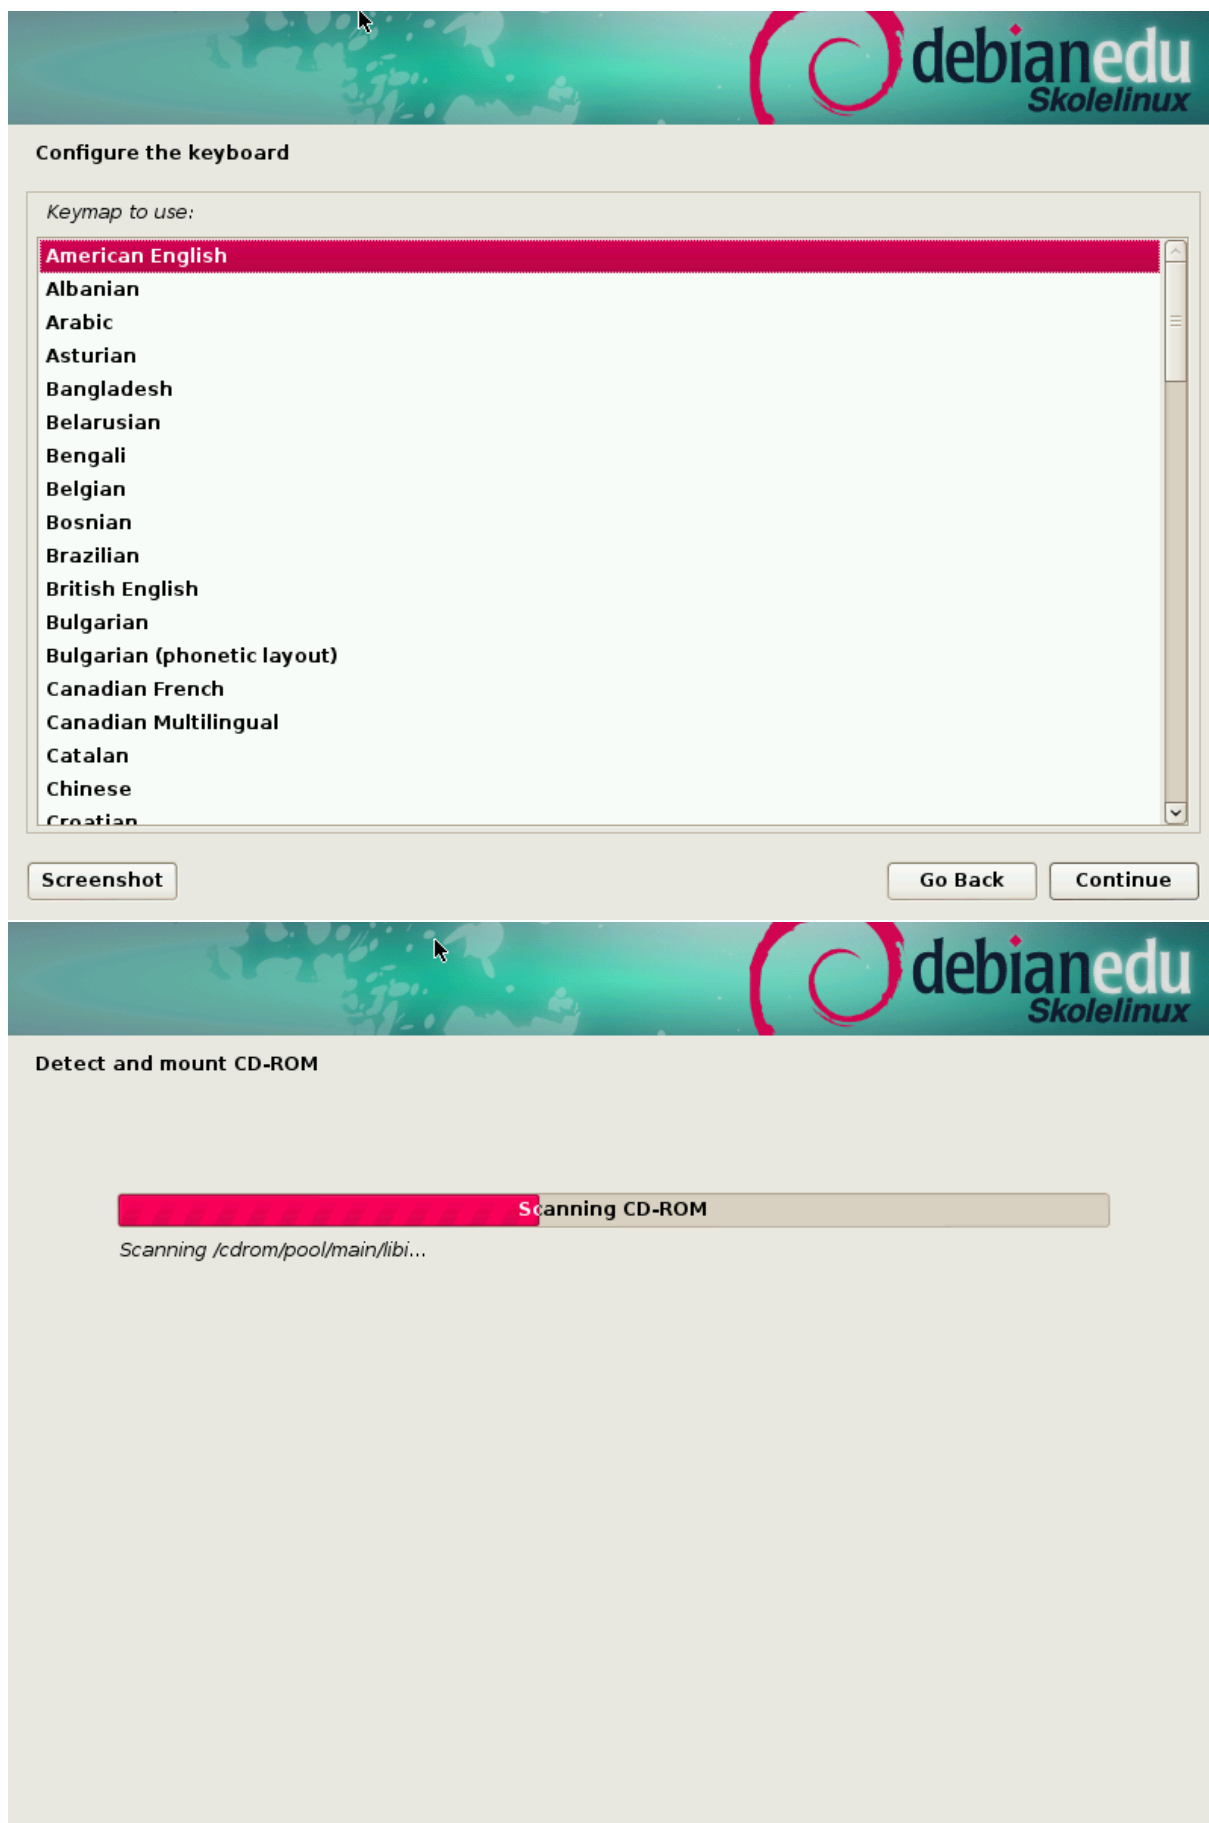 debianedu
Skolelinux
Configure the keyboard
Keymap to use:
American English
Albanian
Arabic
Asturian
Bangladesh
Belarusian
Bengali
Belgian
Bosnian
Brazilian
British English
Bulgarian
Bulgarian (phonetic layout)
Canadian French
Canadian Multilingual
Catalan
Chinese
Croatian
Screenshot
Go Back
Continue
debianedu
Skolelinux
Detect and mount CD-ROM
Scanning CD-ROM
Scanning /cdrom/pool/main/libi...